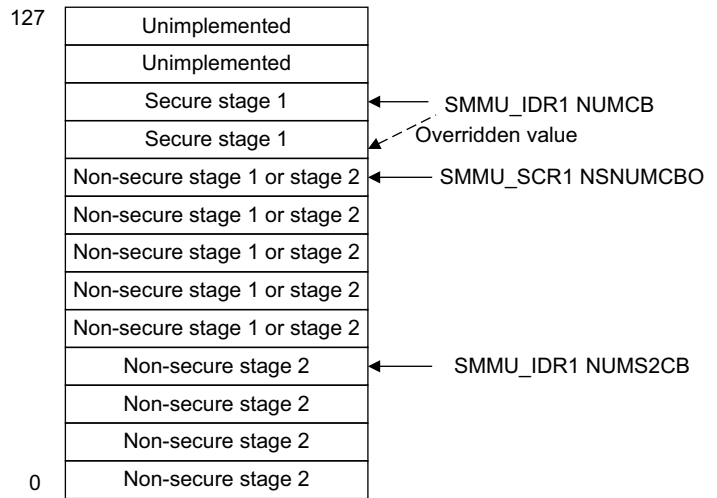 127
Unimplemented
Unimplemented
Secure stage 1
SMMU_IDR1 NUMCB
Secure stage 1
Overridden value
Non-secure stage 1 or stage 2
SMMU_SCR1 NSNUMCBO
Non-secure stage 1 or stage 2
Non-secure stage 1 or stage 2
Non-secure stage 1 or stage 2
Non-secure stage 1 or stage 2
Non-secure stage 2
SMMU_IDR1 NUMS2CB
Non-secure stage 2
Non-secure stage 2
0
Non-secure stage 2